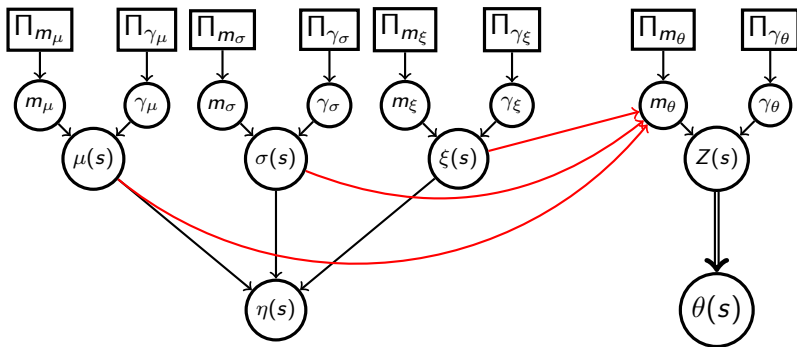 Π_{m_μ} Π_{γ_μ} Π_{m_σ} Π_{γ_σ} Π_{m_ξ} Π_{γ_ξ} Π_{m_θ} Π_{γ_θ}
m_μ γ_μ m_σ γ_σ m_ξ γ_ξ m_θ γ_θ
μ(s) σ(s) ξ(s) Z(s)
η(s) θ(s)